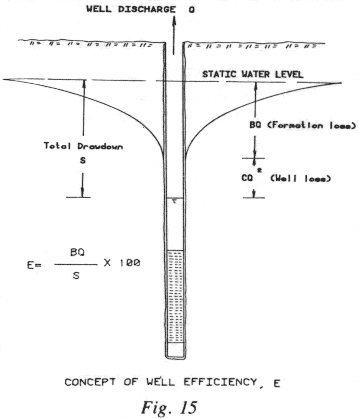 WELL DISCHARGE Q
STATIC WATER LEVEL
BQ (Formation loss)
Total Drawdown
S
CQ² (Well loss)
E= BQ/S X 100
CONCEPT OF WELL EFFICIENCY, E
Fig. 15